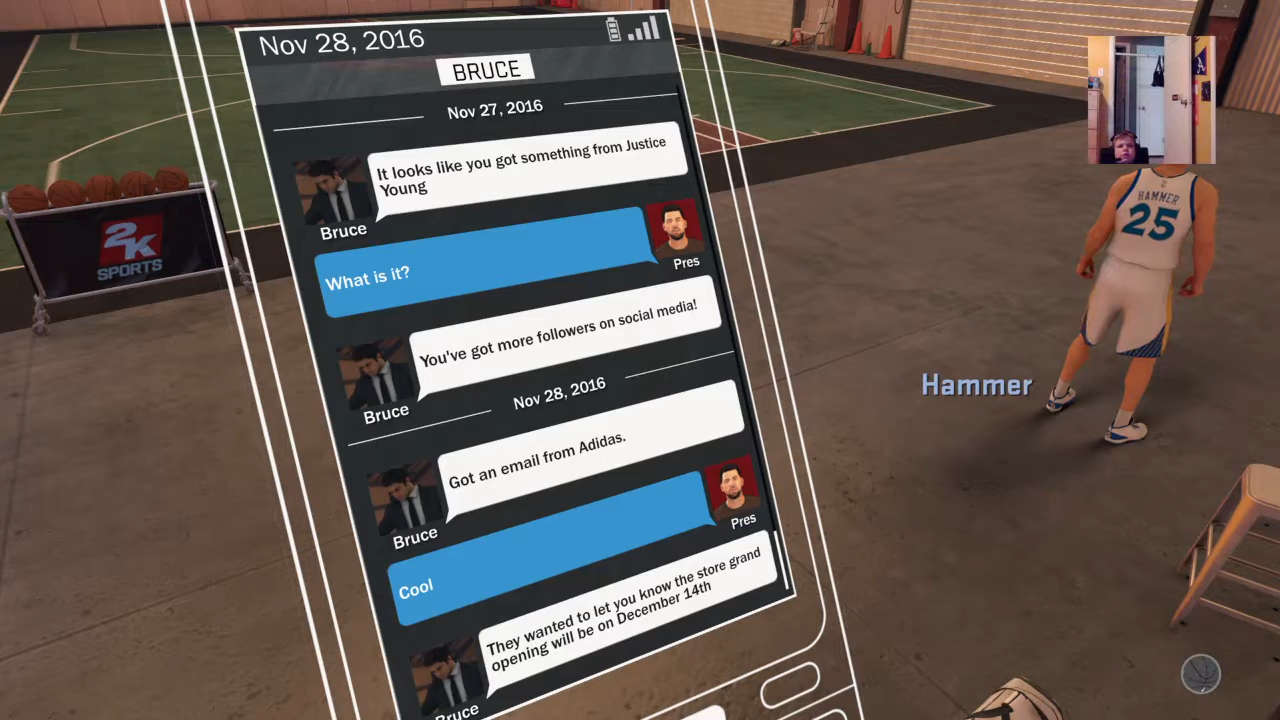 Nov 28, 2016
BRUCE
Nov 27, 2016
It looks like you got something from Justice
Young
Bruce
What is it?
Pres
You've got more followers on social media!
Bruce
Nov 28, 2016
Got an email from Adidas.
Bruce
Cool
Pres
They wanted to let you know the store grand
opening will be on December 14th
Bruce
2K
SPORTS
HAMMER
25
Hammer